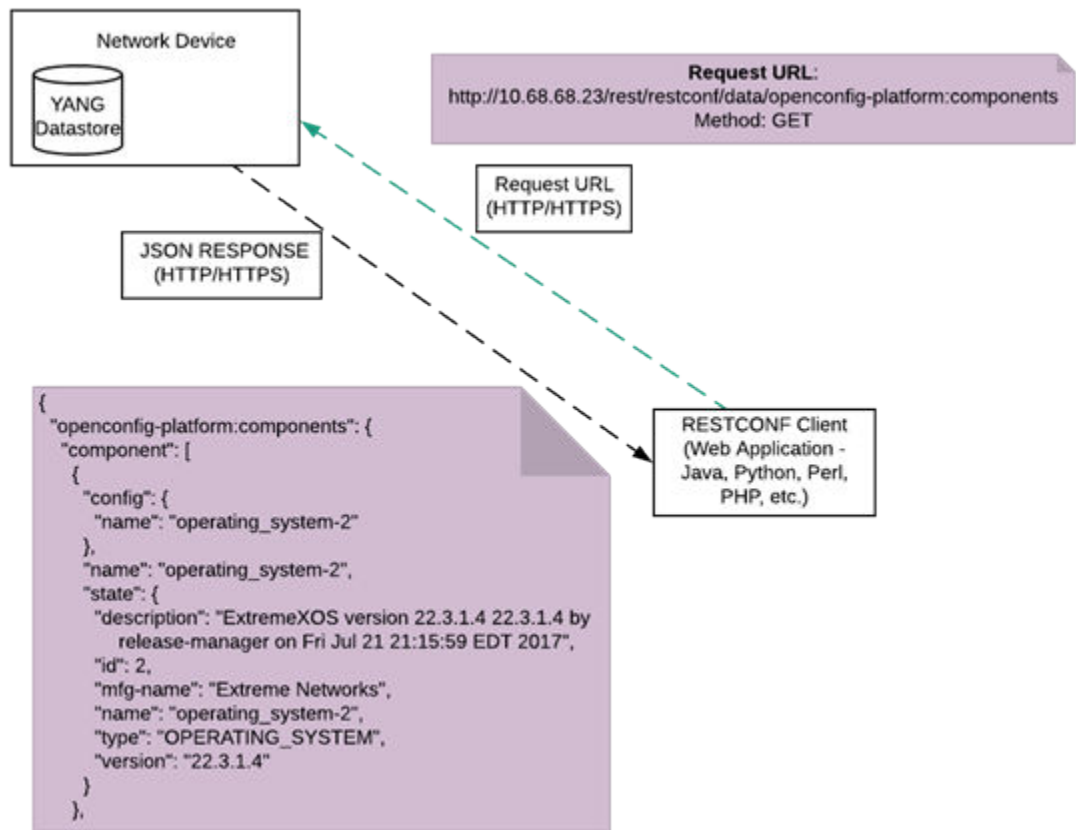 Network Device
YANG
Datastore
Request URL:
http://10.68.68.23/rest/restconf/data/openconfig-platform:components
Method: GET
Request URL
(HTTP/HTTPS)
JSON RESPONSE
(HTTP/HTTPS)
RESTCONF Client
(Web Application -
Java, Python, Perl,
PHP, etc.)
{
"openconfig-platform:components": {
"component": [
{
"config": {
"name": "operating_system-2"
},
"name": "operating_system-2",
"state": {
"description": "ExtremeXOS version 22.3.1.4 22.3.1.4 by
release-manager on Fri Jul 21 21:15:59 EDT 2017",
"id": 2,
"mfg-name": "Extreme Networks",
"name": "operating_system-2",
"type": "OPERATING_SYSTEM",
"version": "22.3.1.4"
}
},